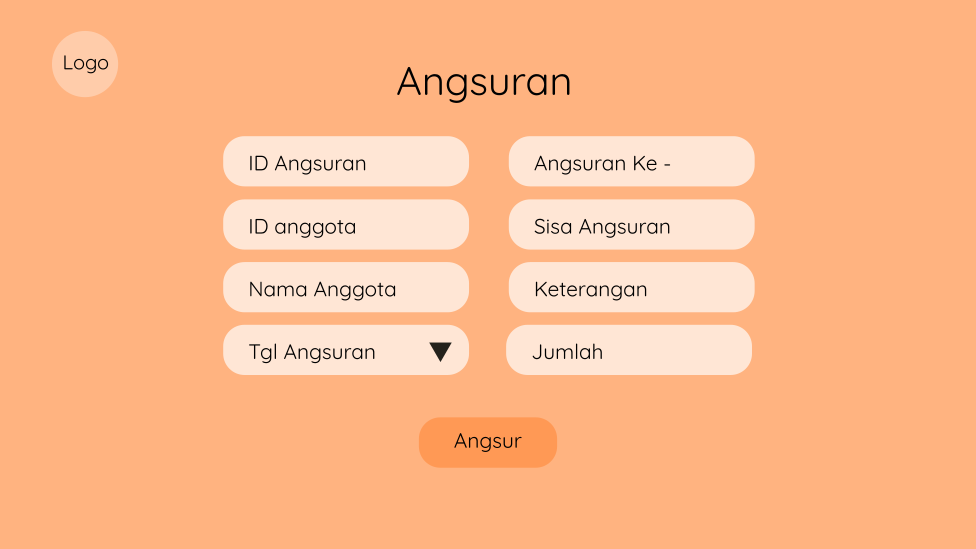 Logo
Angsuran
ID Angsuran
Angsuran Ke -
ID anggota
Sisa Angsuran
Nama Anggota
Keterangan
Tgl Angsuran
Jumlah
Angsur